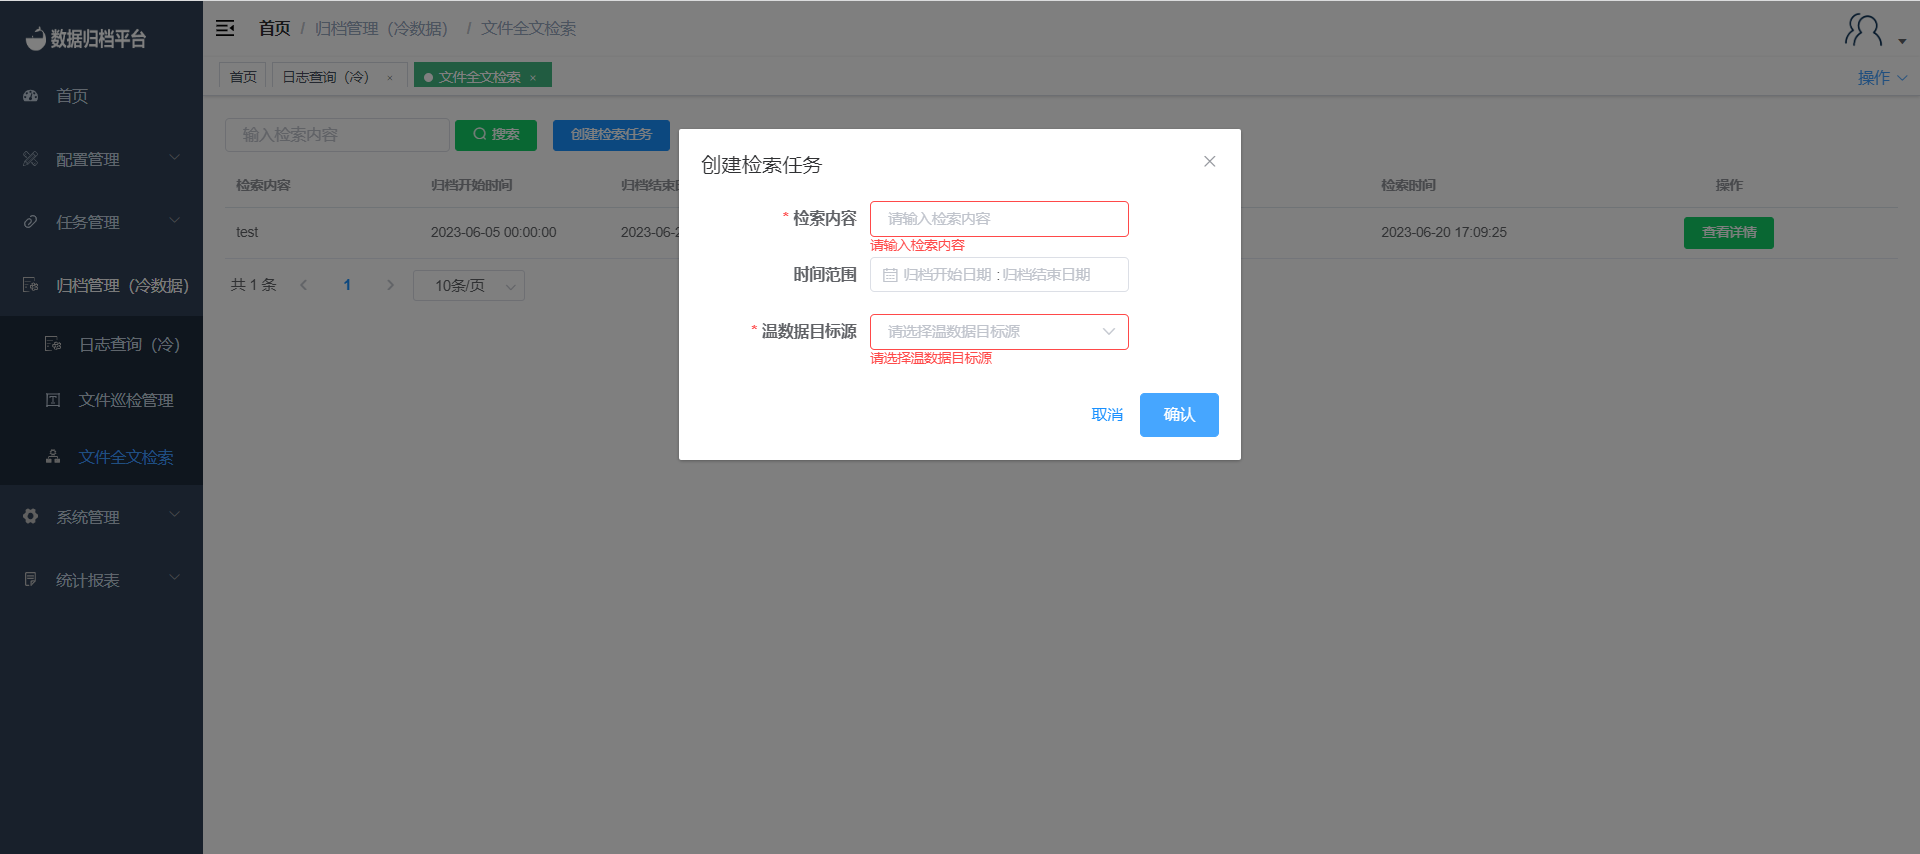 数据归档平台
首页
配置管理
任务管理
归档管理（冷数据）
日志查询（冷）
文件巡检管理
文件全文检索
系统管理
统计报表
首页 / 归档管理（冷数据） / 文件全文检索
首页 日志查询（冷） × 文件全文检索 × 操作
输入检索内容 搜索 创建检索任务
检索内容 归档开始时间 归档结束 检索时间 操作
test 2023-06-05 00:00:00 2023-06-2 2023-06-20 17:09:25 查看详情
共 1 条 1 10条/页
创建检索任务
* 检索内容 请输入检索内容
请输入检索内容
时间范围 归档开始日期 : 归档结束日期
* 温数据目标源 请选择温数据目标源
请选择温数据目标源
取消 确认